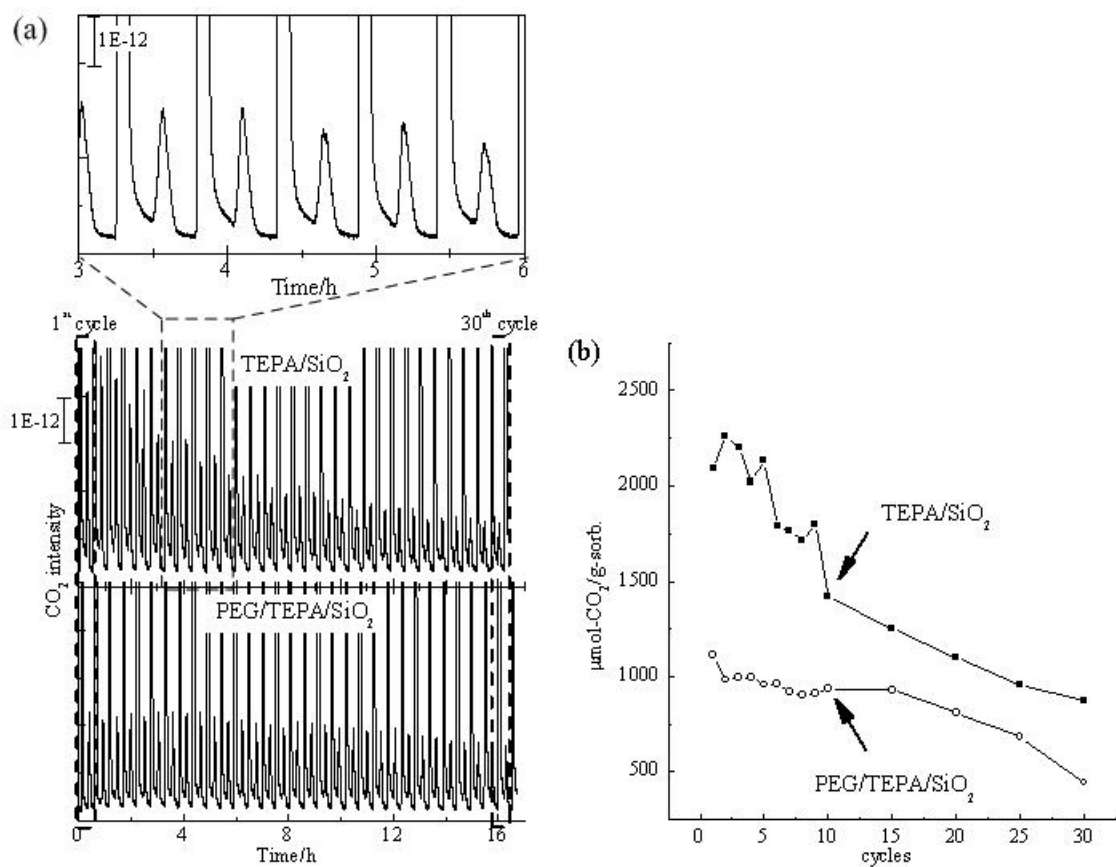 (a)
1E-12
3
4
5
6
Time/h
1st cycle
30th cycle
TEPA/SiO2
1E-12
CO2 intensity
PEG/TEPA/SiO2
0
4
8
12
16
Time/h
(b)
2500
2000
1500
1000
500
µmol-CO2/g-sorb.
TEPA/SiO2
PEG/TEPA/SiO2
0
5
10
15
20
25
30
cycles